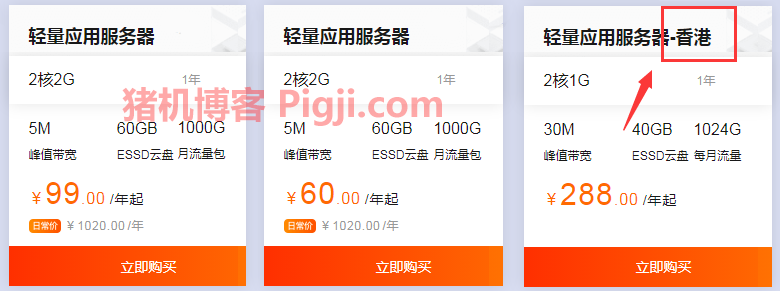 轻量应用服务器
2核2G 1年
5M 60GB 1000G
峰值带宽 ESSD云盘 月流量包
￥99.00 /年起
日常价 ￥1020.00 /年
立即购买
轻量应用服务器
2核2G
5M 60GB 1000G
峰值带宽 ESSD云盘 月流量包
￥60.00 /年起
日常价 ￥1020.00 /年
立即购买
轻量应用服务器-香港
2核1G 1年
30M 40GB 1024G
峰值带宽 ESSD云盘 每月流量
￥288.00 /年起
立即购买
猪机博客 Pigji.com